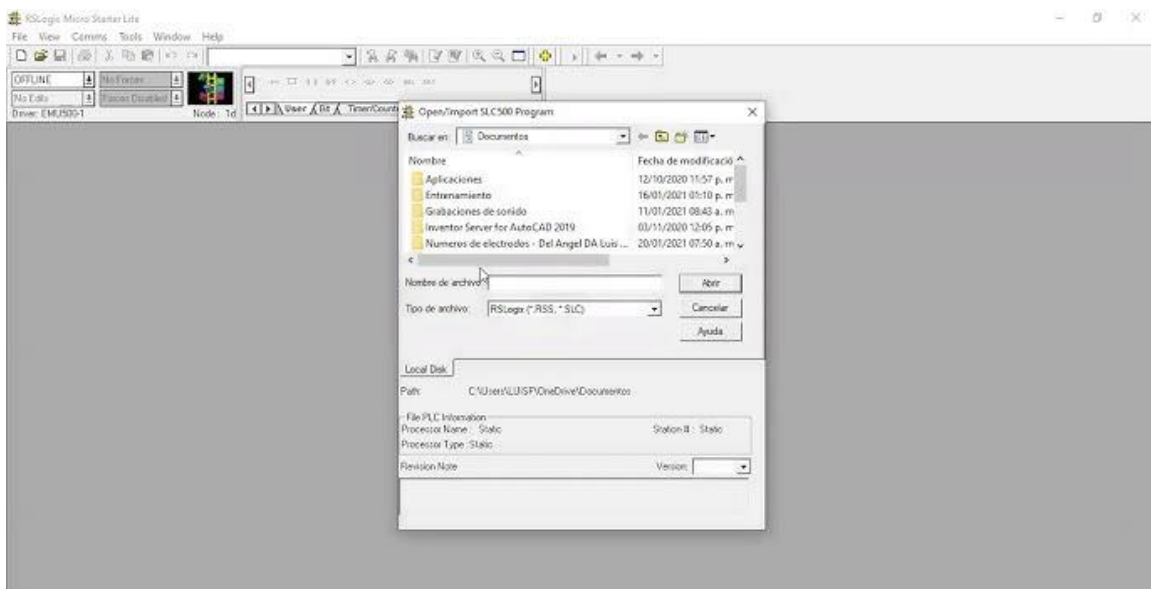 RSLogix Micro Starter Lite
File View Comms Tools Window Help
OFFLINE
No Forces
No Edits
Forces Disabled
Driver: EMU500-1
Node: 1d
User
Bit
Timer/Count
Open/Import SLC500 Program
Buscar en:
Documentos
Nombre
Fecha de modificació
Aplicaciones
12/10/2020 11:57 p. m
Entrenamiento
16/01/2021 01:10 p. m
Grabaciones de sonido
11/01/2021 08:43 a. m
Inventor Server for AutoCAD 2019
03/11/2020 12:05 p. m
Numeros de electrodos - Del Angel DA Luis ...
20/01/2021 07:50 a. m
Nombre de archivo:
Abrir
Tipo de archivo:
RSLogix (*.RSS, *.SLC)
Cancelar
Ayuda
Local Disk
Path:
C:\Users\LUISF\OneDrive\Documentos
File PLC Information
Processor Name: Static
Station #: Static
Processor Type: Static
Revision Note
Version: